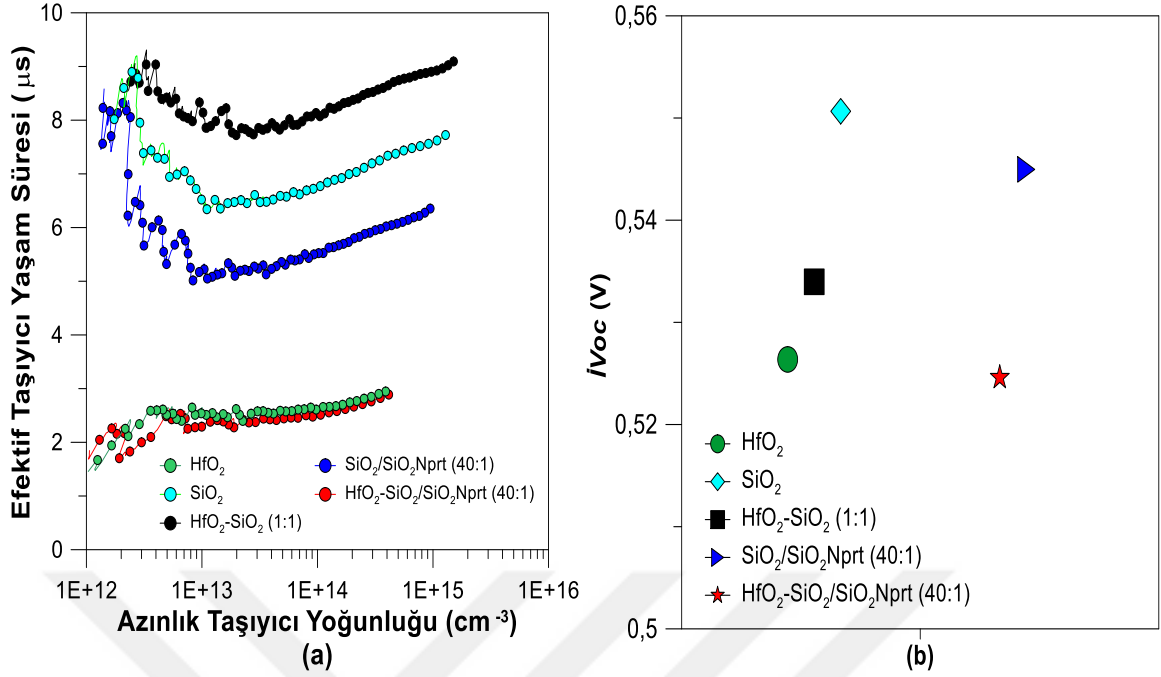 10
8
6
4
2
0
Efektif Taşıyıcı Yaşam Süresi (µs)
HfO₂
SiO₂
HfO₂-SiO₂ (1:1)
SiO₂/SiO₂Nprt (40:1)
HfO₂-SiO₂/SiO₂Nprt (40:1)
1E+12 1E+13 1E+14 1E+15 1E+16
Azınlık Taşıyıcı Yoğunluğu (cm⁻³)
(a)
0,56
0,54
0,52
0,5
iVoc (V)
HfO₂
SiO₂
HfO₂-SiO₂ (1:1)
SiO₂/SiO₂Nprt (40:1)
HfO₂-SiO₂/SiO₂Nprt (40:1)
(b)